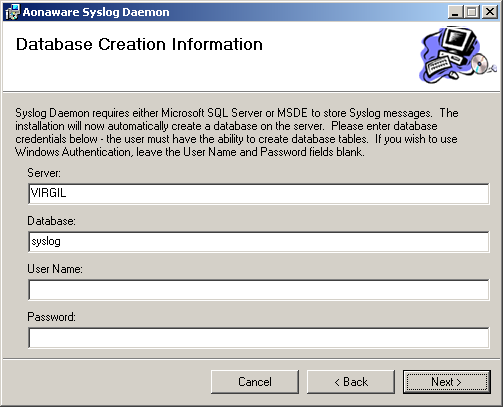 Aonaware Syslog Daemon
Database Creation Information
Syslog Daemon requires either Microsoft SQL Server or MSDE to store Syslog messages.  The
installation will now automatically create a database on the server.  Please enter database
credentials below - the user must have the ability to create database tables.  If you wish to use
Windows Authentication, leave the User Name and Password fields blank.
Server:
VIRGIL
Database:
syslog
User Name:
Password:
Cancel
< Back
Next >